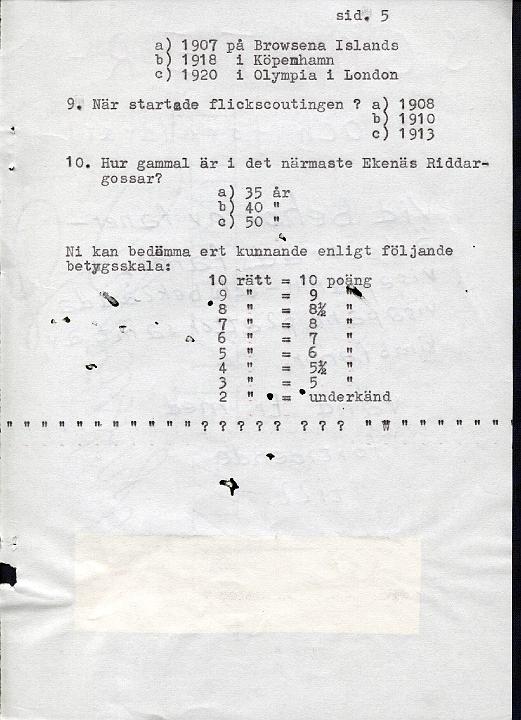 sid. 5
a) 1907 på Browsena Islands
b) 1918 i Köpenhamn
c) 1920 i Olympia i London
9. När startade flickscoutingen ? a) 1908
b) 1910
c) 1913
10. Hur gammal är i det närmaste Ekenäs Riddar-
gossar?
a) 35 år
b) 40 "
c) 50 "
Ni kan bedömma ert kunnande enligt följande
betygsskala:
10 rätt = 10 poäng
9 " = 9 "
8 " = 8½ "
7 " = 8 "
6 " = 7 "
5 " = 6 "
4 " = 5½ "
3 " = 5 "
2 " = underkänd
" " " " " " " " " " " " " ? ? ? ? ? ? ? ? " " " " " " " "